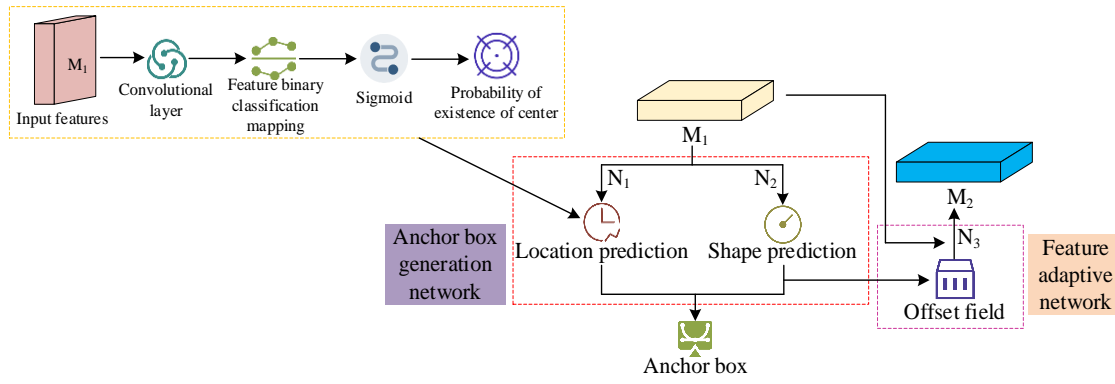 M1
Input features
Convolutional
layer
Feature binary
classification
mapping
Sigmoid
Probability of
existence of center
M1
N1
N2
Location prediction
Shape prediction
Anchor box
generation
network
Anchor box
M2
N3
Offset field
Feature
adaptive
network